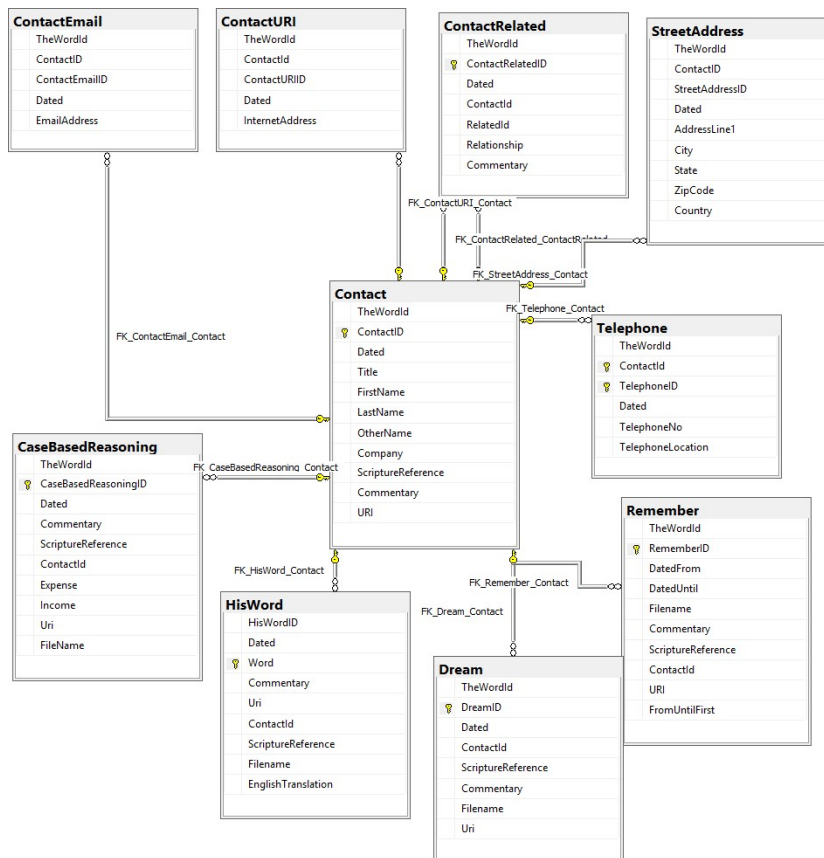 ContactEmail
TheWordId
ContactID
ContactEmailID
Dated
EmailAddress
ContactURI
TheWordId
ContactId
ContactURIID
Dated
InternetAddress
ContactRelated
TheWordId
ContactRelatedID
Dated
ContactId
RelatedId
Relationship
Commentary
StreetAddress
TheWordId
ContactID
StreetAddressID
Dated
AddressLine1
City
State
ZipCode
Country
FK_ContactURI_Contact
FK_ContactRelated_ContactRelated
FK_StreetAddress_Contact
FK_Telephone_Contact
FK_ContactEmail_Contact
Contact
TheWordId
ContactID
Dated
Title
FirstName
LastName
OtherName
Company
ScriptureReference
Commentary
URI
Telephone
TheWordId
ContactId
TelephoneID
Dated
TelephoneNo
TelephoneLocation
CaseBasedReasoning
TheWordId
CaseBasedReasoningID
Dated
Commentary
ScriptureReference
ContactId
Expense
Income
Uri
FileName
FK_CaseBasedReasoning_Contact
FK_HisWord_Contact
FK_Remember_Contact
FK_Dream_Contact
Remember
TheWordId
RememberID
DatedFrom
DatedUntil
Filename
Commentary
ScriptureReference
ContactId
URI
FromUntilFirst
HisWord
HisWordID
Dated
Word
Commentary
Uri
ContactId
ScriptureReference
Filename
EnglishTranslation
Dream
TheWordId
DreamID
Dated
ContactId
ScriptureReference
Commentary
Filename
Uri